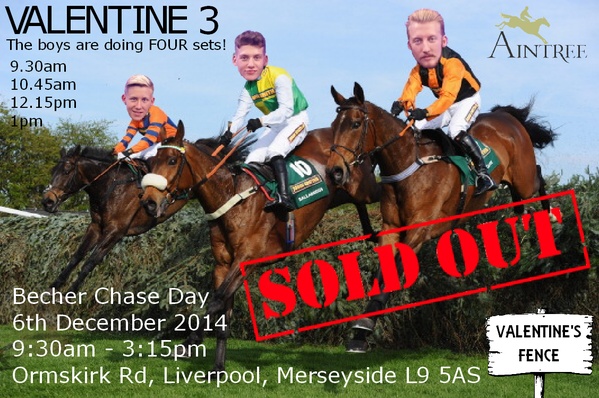 VALENTINE 3
The boys are doing FOUR sets!
9.30am
10.45am
12.15pm
1pm
AINTREE
10
BALLABRIGGS
SOLD OUT
Becher Chase Day
6th December 2014
9:30am - 3:15pm
Ormskirk Rd, Liverpool, Merseyside L9 5AS
VALENTINE'S
FENCE